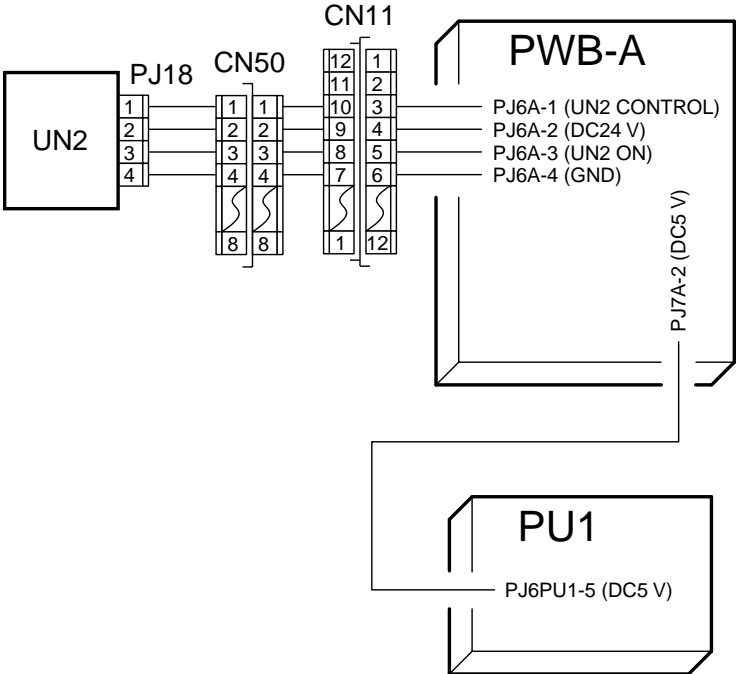 CN11
PWB-A
PJ18
CN50
UN2
12 1
11 2
1 1 1 10 3 PJ6A-1 (UN2 CONTROL)
2 2 2 9 4 PJ6A-2 (DC24 V)
3 3 3 8 5 PJ6A-3 (UN2 ON)
4 4 4 7 6 PJ6A-4 (GND)
8 8 1 12
PJ7A-2 (DC5 V)
PU1
PJ6PU1-5 (DC5 V)